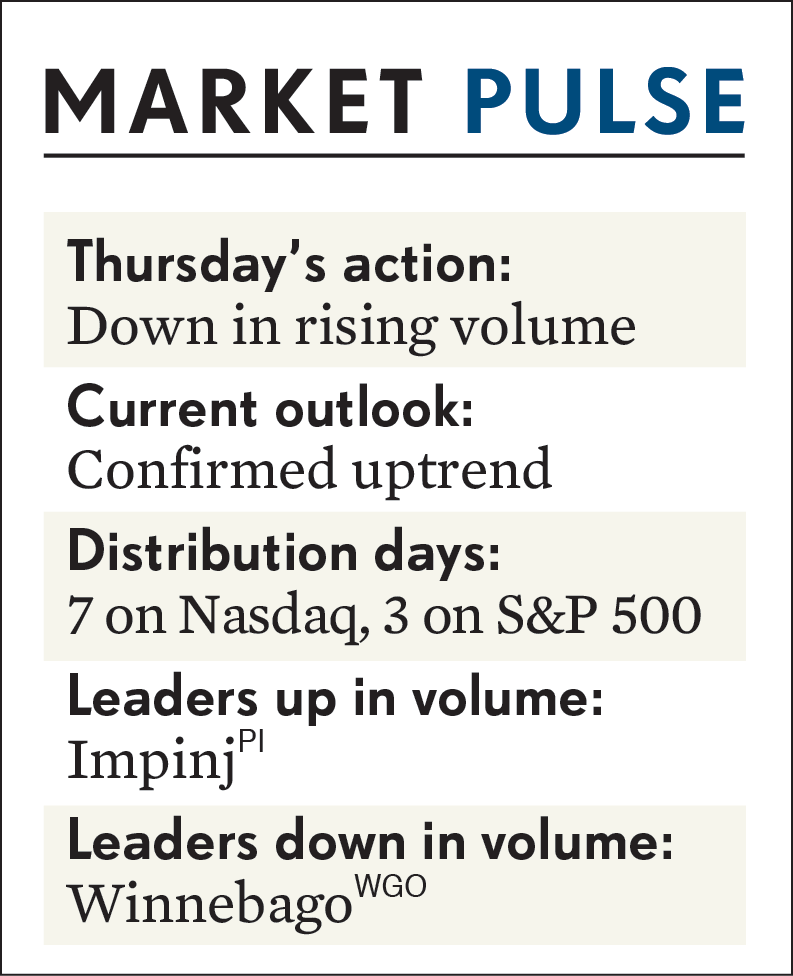 MARKET PULSE
Thursday’s action:
Down in rising volume
Current outlook:
Confirmed uptrend
Distribution days:
7 on Nasdaq, 3 on S&P 500
Leaders up in volume:
Impinj PI
Leaders down in volume:
Winnebago WGO